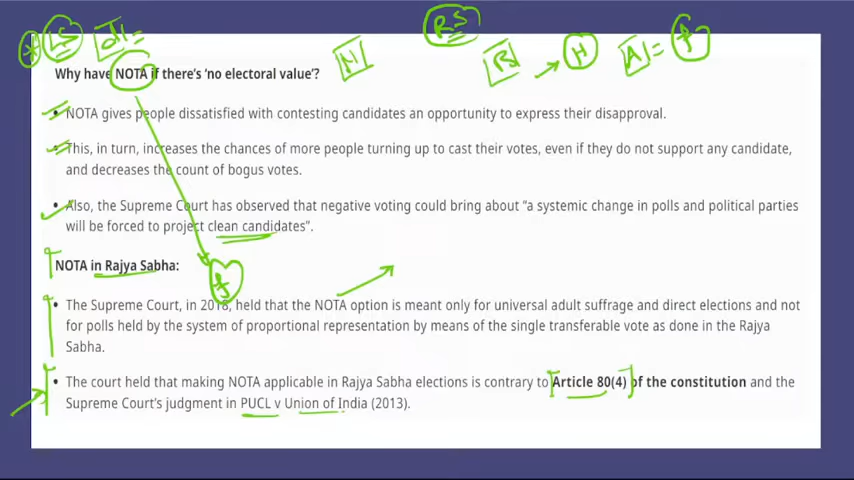 * LS
RS
N
R
H
A =
f
Why have NOTA if there's 'no electoral value'?
• NOTA gives people dissatisfied with contesting candidates an opportunity to express their disapproval.
• This, in turn, increases the chances of more people turning up to cast their votes, even if they do not support any candidate,
and decreases the count of bogus votes.
• Also, the Supreme Court has observed that negative voting could bring about "a systemic change in polls and political parties
will be forced to project clean candidates".
NOTA in Rajya Sabha:
f
• The Supreme Court, in 2018, held that the NOTA option is meant only for universal adult suffrage and direct elections and not
for polls held by the system of proportional representation by means of the single transferable vote as done in the Rajya
Sabha.
• The court held that making NOTA applicable in Rajya Sabha elections is contrary to Article 80(4) of the constitution and the
Supreme Court's judgment in PUCL v Union of India (2013).